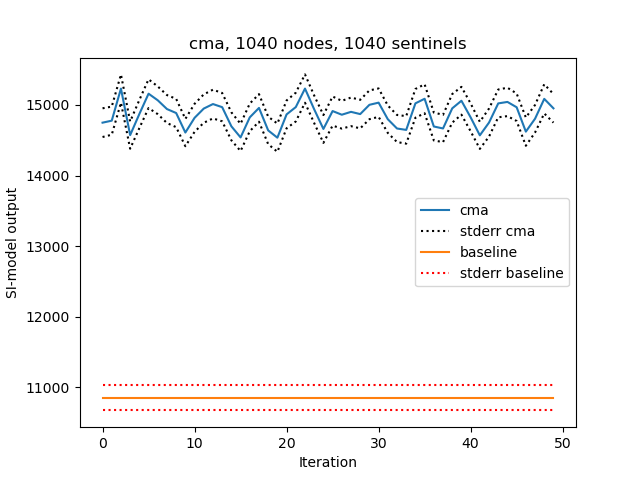 cma, 1040 nodes, 1040 sentinels
SI-model output
15000
14000
13000
12000
11000
cma
stderr cma
baseline
stderr baseline
0
10
20
30
40
50
Iteration